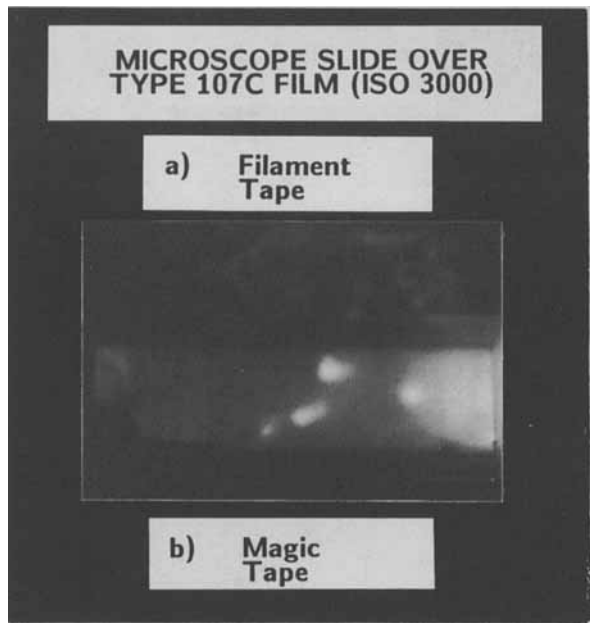 MICROSCOPE SLIDE OVER
TYPE 107C FILM (ISO 3000)
a) Filament
Tape
b) Magic
Tape